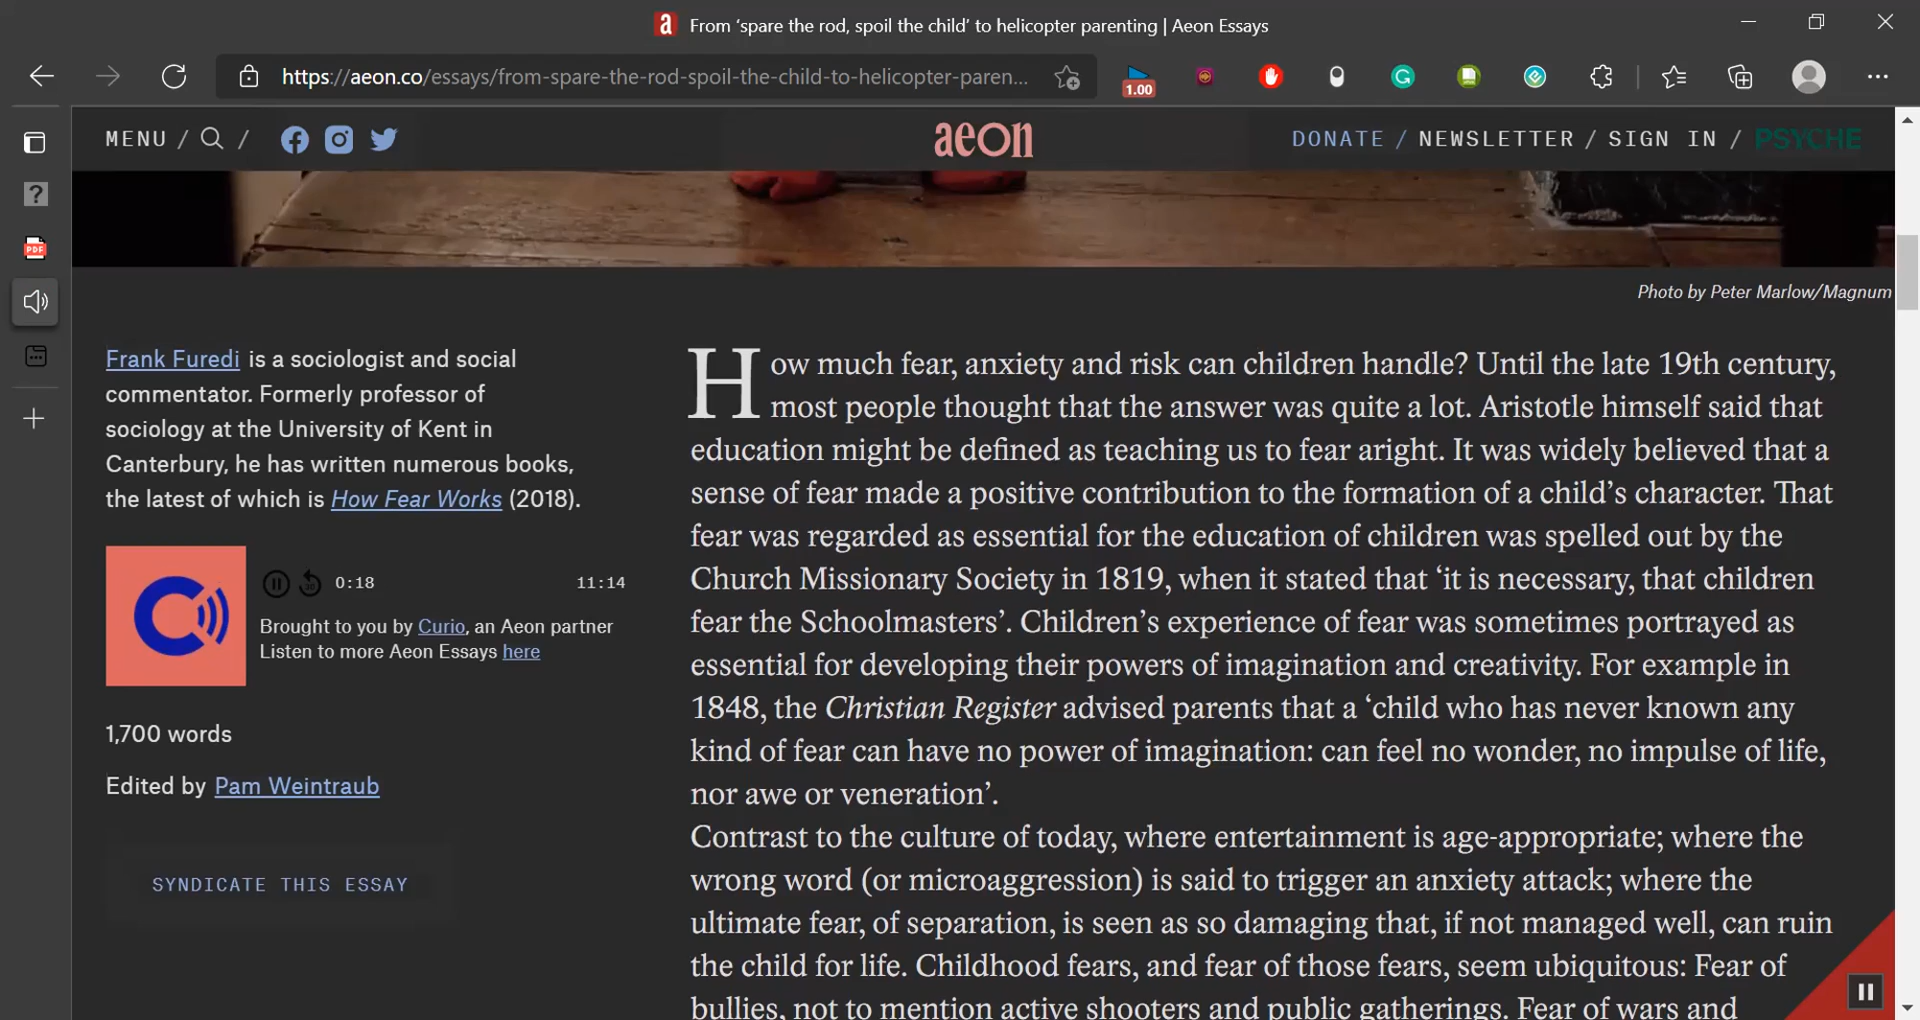 From ‘spare the rod, spoil the child’ to helicopter parenting | Aeon Essays
https://aeon.co/essays/from-spare-the-rod-spoil-the-child-to-helicopter-paren...
1.00
MENU / /
aeon
DONATE / NEWSLETTER / SIGN IN / PSYCHE
PDF
Photo by Peter Marlow/Magnum
Frank Furedi is a sociologist and social
commentator. Formerly professor of
sociology at the University of Kent in
Canterbury, he has written numerous books,
the latest of which is How Fear Works (2018).
0:18 11:14
Brought to you by Curio, an Aeon partner
Listen to more Aeon Essays here
1,700 words
Edited by Pam Weintraub
SYNDICATE THIS ESSAY
How much fear, anxiety and risk can children handle? Until the late 19th century,
most people thought that the answer was quite a lot. Aristotle himself said that
education might be defined as teaching us to fear aright. It was widely believed that a
sense of fear made a positive contribution to the formation of a child’s character. That
fear was regarded as essential for the education of children was spelled out by the
Church Missionary Society in 1819, when it stated that ‘it is necessary, that children
fear the Schoolmasters’. Children’s experience of fear was sometimes portrayed as
essential for developing their powers of imagination and creativity. For example in
1848, the Christian Register advised parents that a ‘child who has never known any
kind of fear can have no power of imagination: can feel no wonder, no impulse of life,
nor awe or veneration’.
Contrast to the culture of today, where entertainment is age-appropriate; where the
wrong word (or microaggression) is said to trigger an anxiety attack; where the
ultimate fear, of separation, is seen as so damaging that, if not managed well, can ruin
the child for life. Childhood fears, and fear of those fears, seem ubiquitous: Fear of
bullies, not to mention active shooters and public gatherings. Fear of wars and